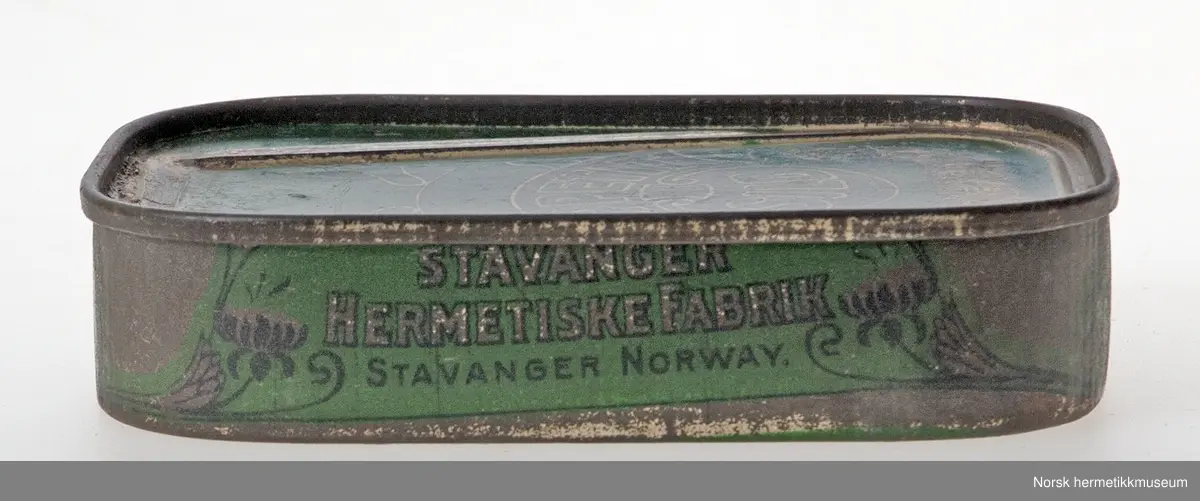 STAVANGER
HERMETISKE FABRIK
STAVANGER NORWAY.
Norsk hermetikkmuseum